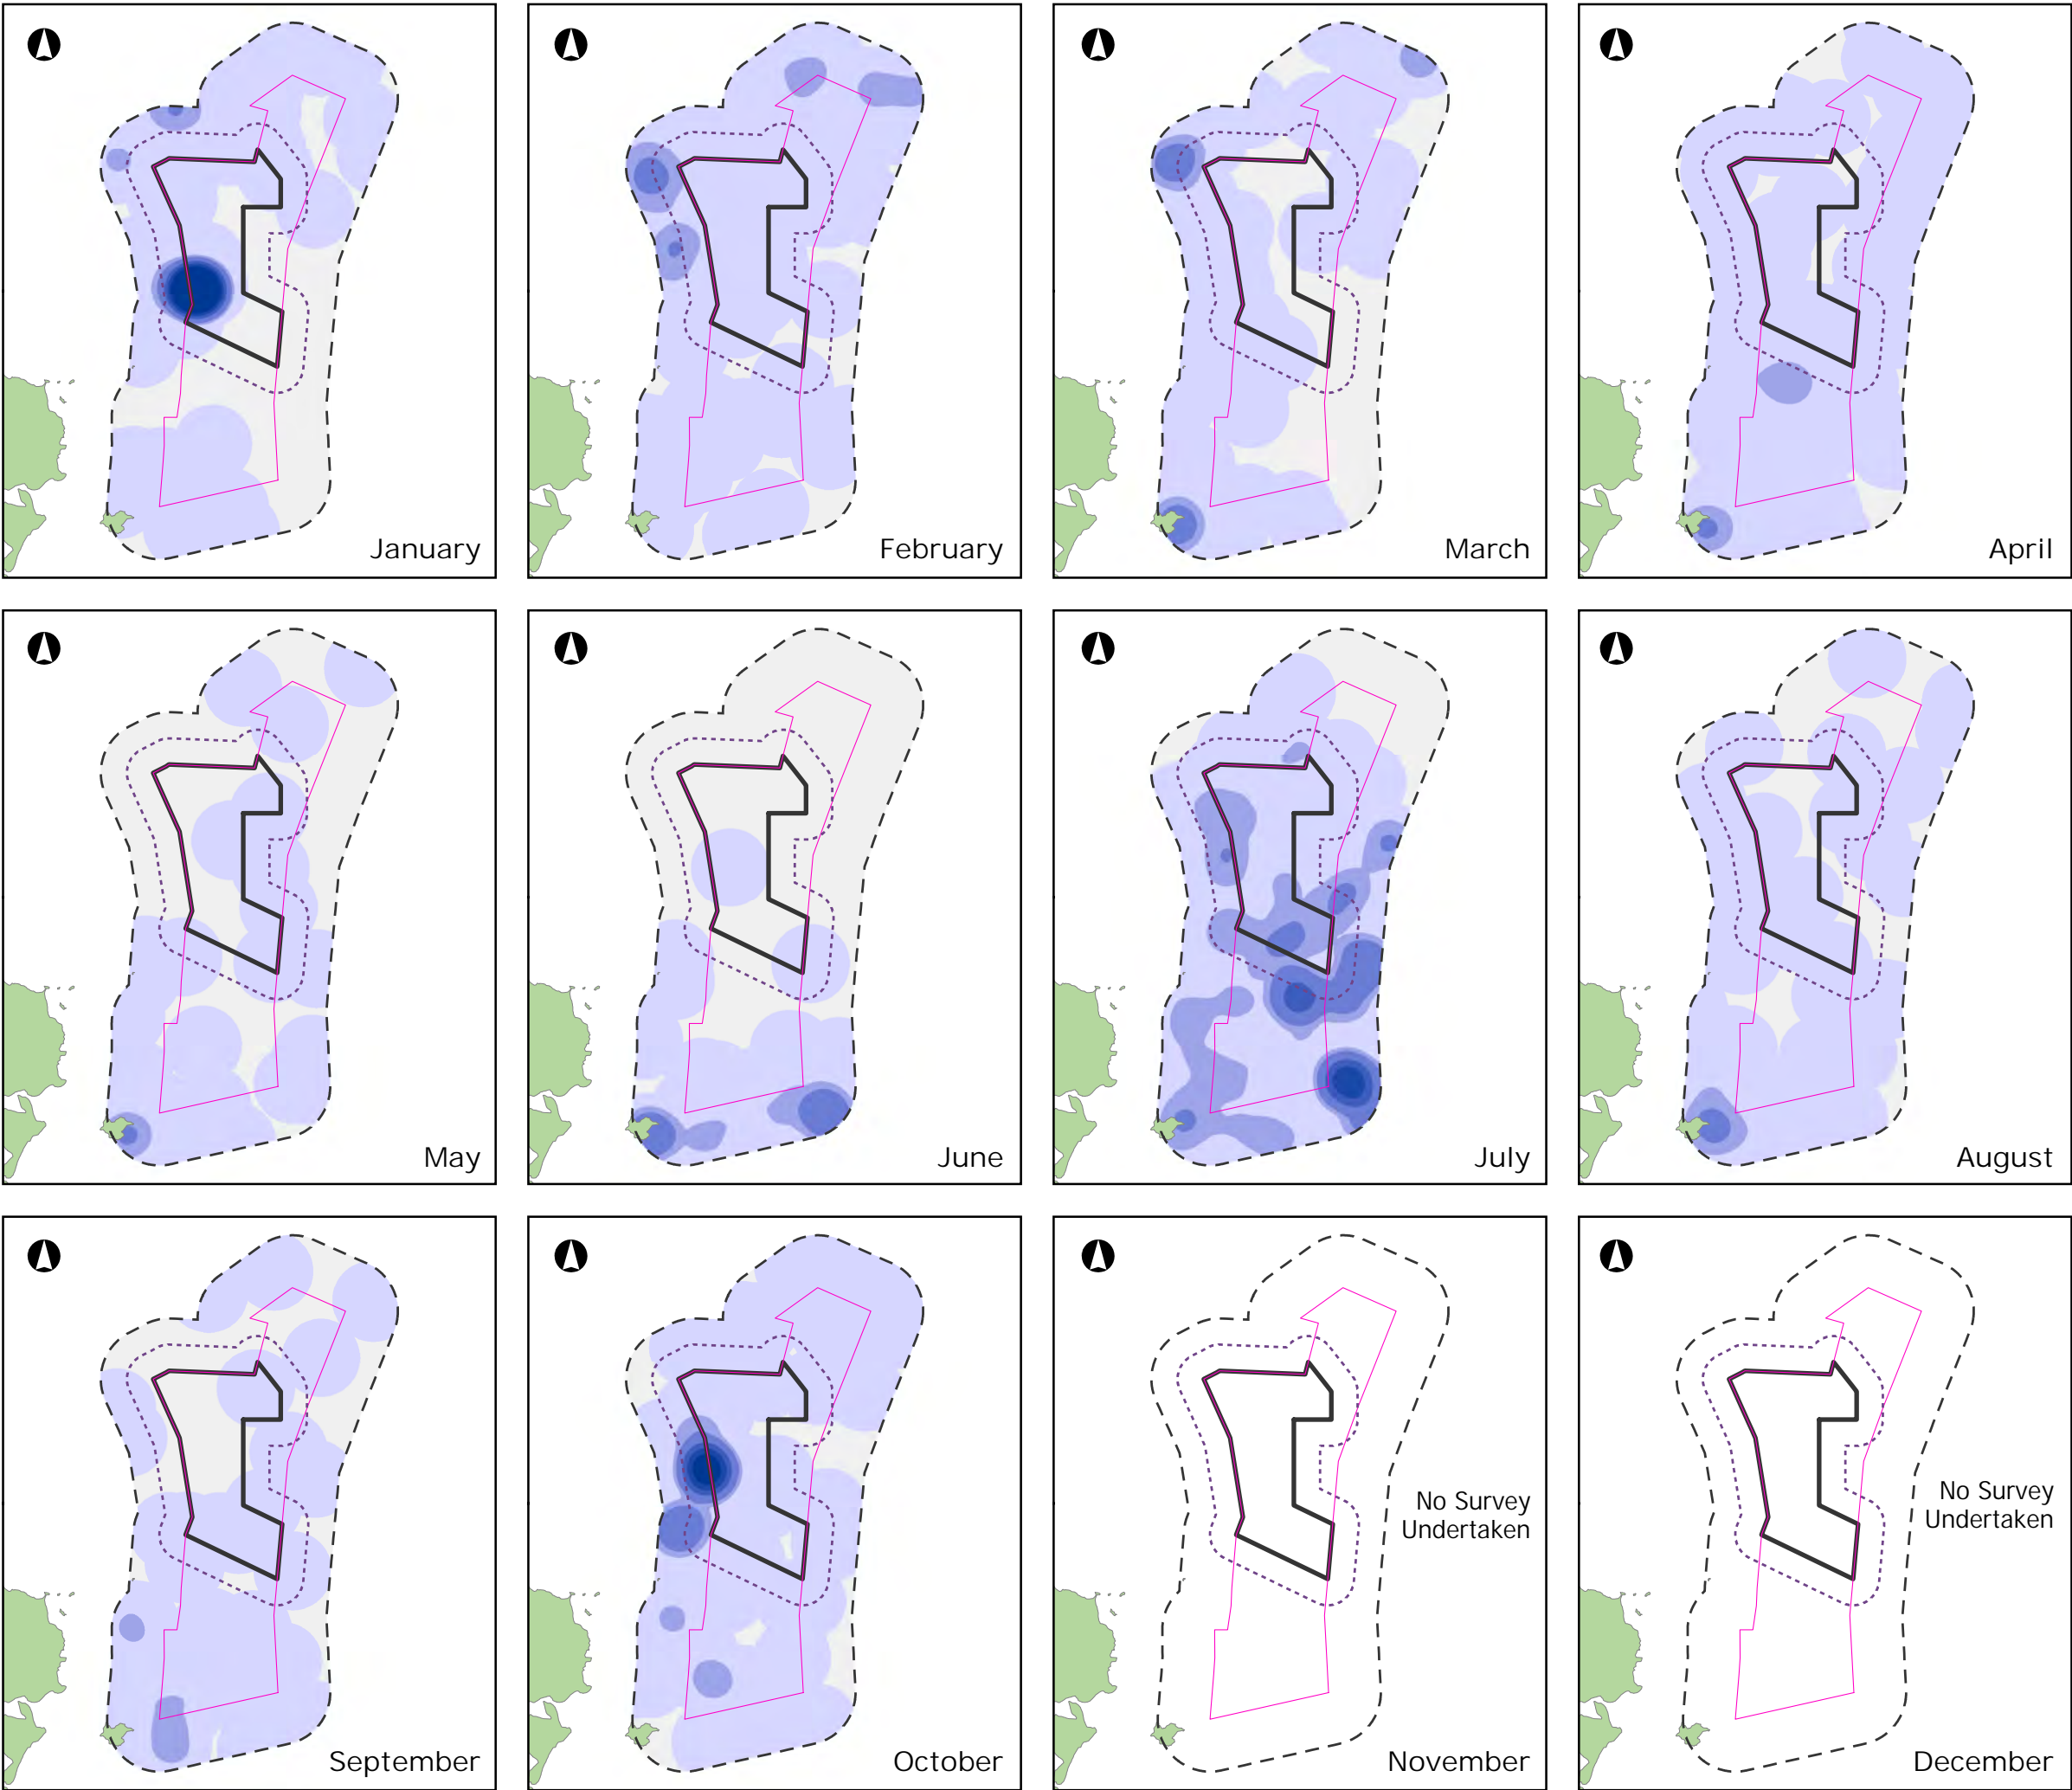 January
February
March
April
May
June
July
August
September
October
No Survey
Undertaken
November
No Survey
Undertaken
December